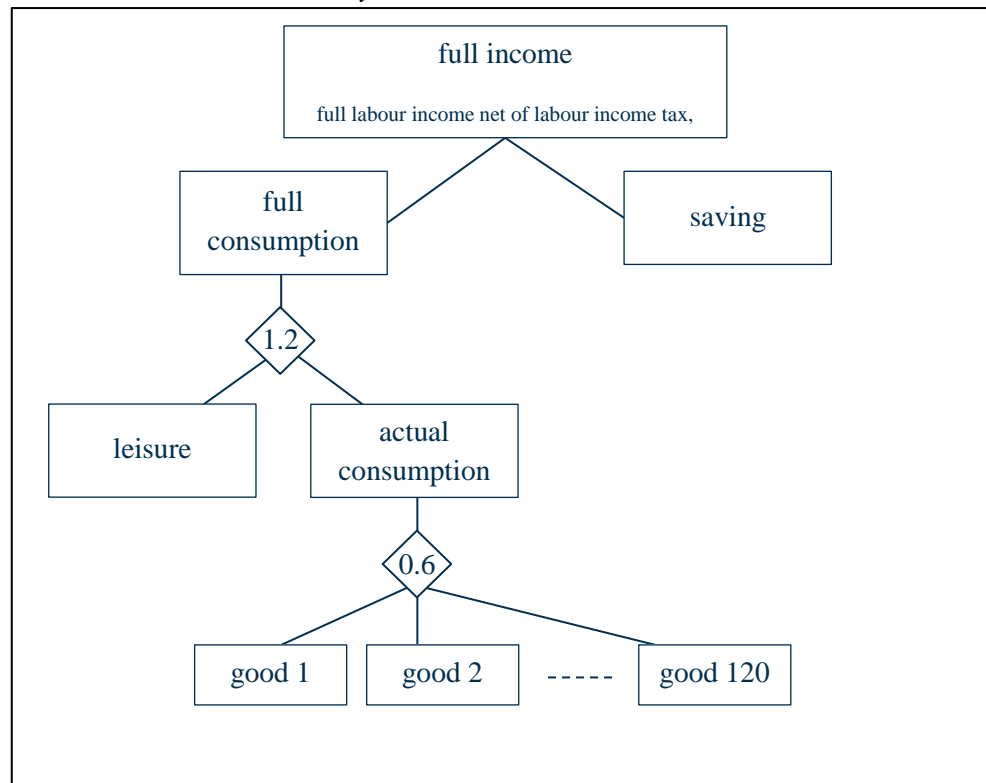 full income
full labour income net of labour income tax,
full
consumption
saving
1.2
leisure
actual
consumption
0.6
good 1
good 2
good 120